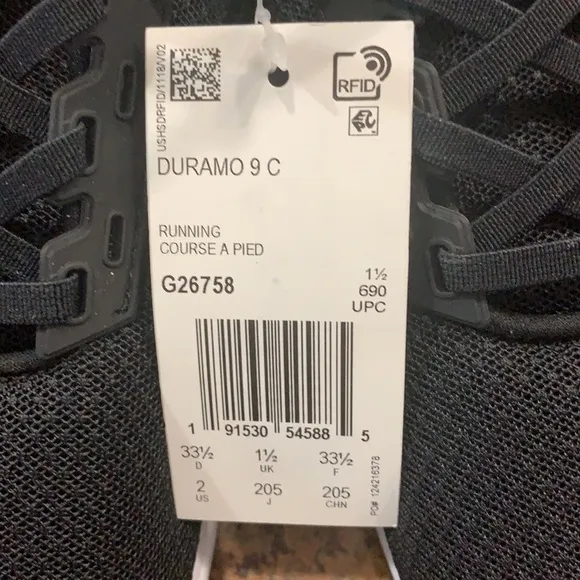 USHSDRFID/1118/V02
RFID
EPC
DURAMO 9 C
RUNNING
COURSE A PIED
G26758
1½
690
UPC
1 91530 54588 5
33½ 1½ 33½
D UK F
2 205 205
US J CHN
PO# 124216378